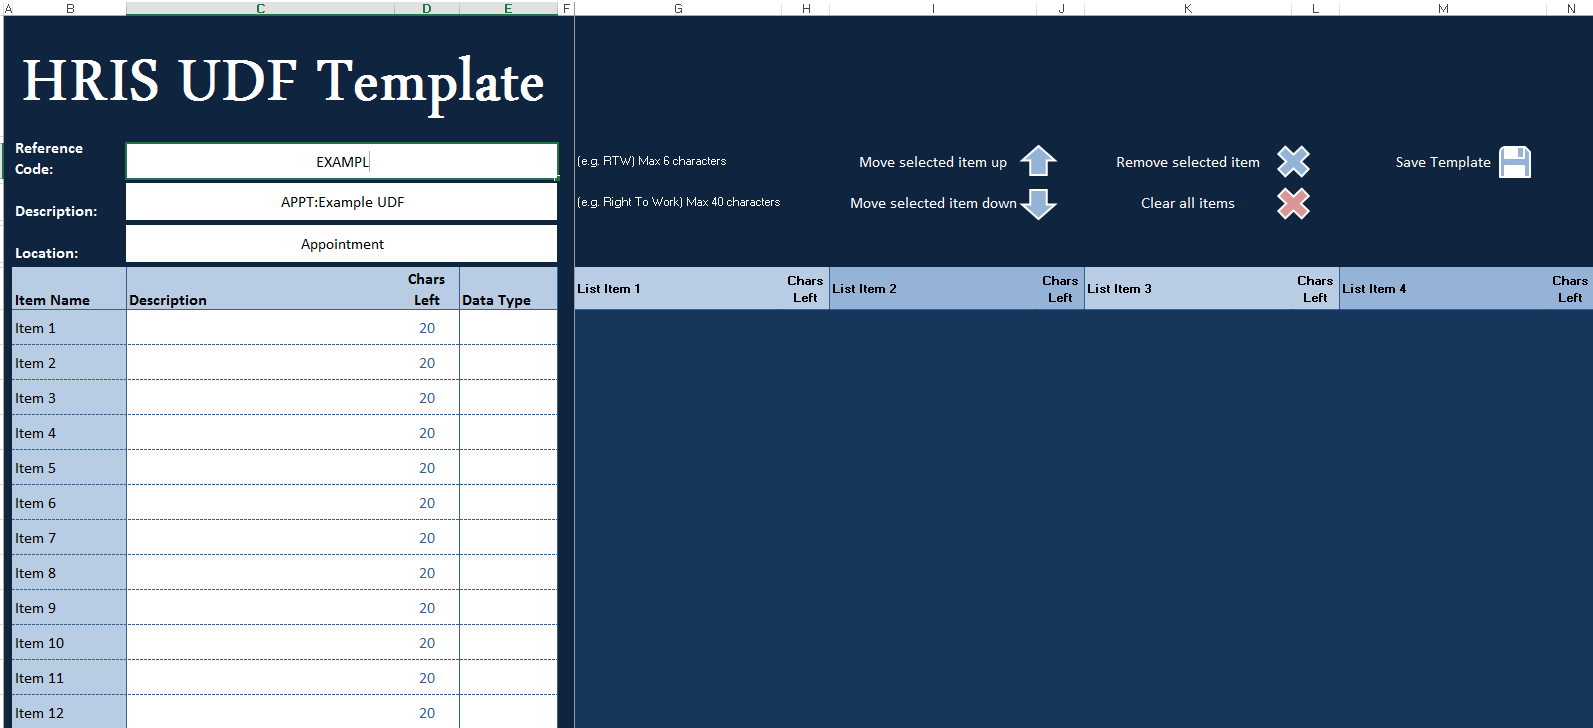 A B C D E F G H I J K L M N
HRIS UDF Template
Reference
Code:
EXAMPL
(e.g. RTW) Max 6 characters
Move selected item up
Remove selected item
Save Template
Description:
APPT:Example UDF
(e.g. Right To Work) Max 40 characters
Move selected item down
Clear all items
Location:
Appointment
Item Name
Description
Chars
Left
Data Type
List Item 1
Chars
Left
List Item 2
Chars
Left
List Item 3
Chars
Left
List Item 4
Chars
Left
Item 1 20
Item 2 20
Item 3 20
Item 4 20
Item 5 20
Item 6 20
Item 7 20
Item 8 20
Item 9 20
Item 10 20
Item 11 20
Item 12 20